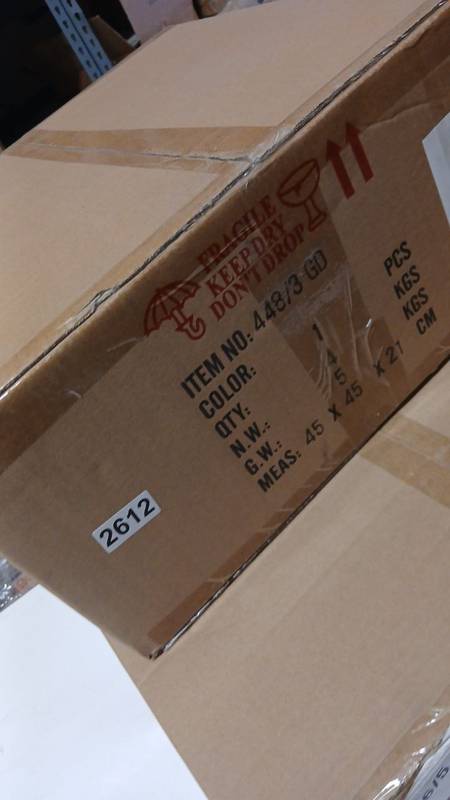 FRAGILE
KEEP DRY
DON'T DROP
ITEM NO: 448/3 GD
COLOR:
QTY: 1 PCS
N.W.: 4 KGS
G.W.: 5 KGS
MEAS: 45 X 45 X 21 CM
2612